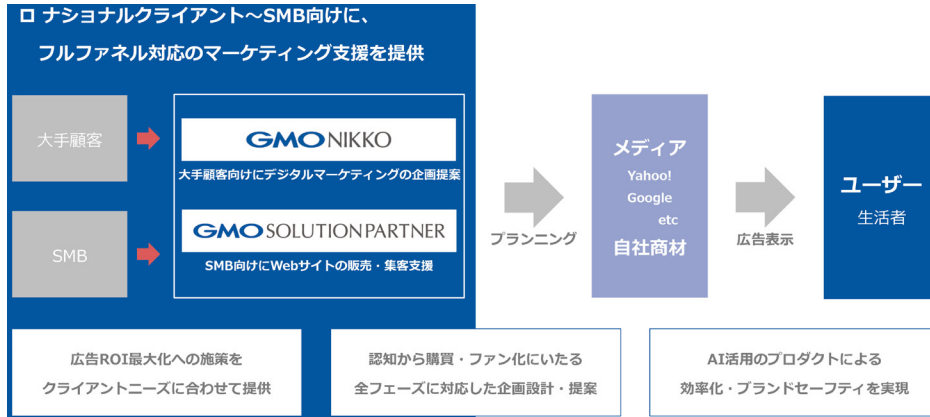 ロ ナショナルクライアント～SMB向けに、
フルファネル対応のマーケティング支援を提供
大手顧客
GMO NIKKO
大手顧客向けにデジタルマーケティングの企画提案
SMB
GMO SOLUTION PARTNER
SMB向けにWebサイトの販売・集客支援
プランニング
メディア
Yahoo!
Google
etc
自社商材
広告表示
ユーザー
生活者
広告ROI最大化への施策を
クライアントニーズに合わせて提供
認知から購買・ファン化にいたる
全フェーズに対応した企画設計・提案
AI活用のプロダクトによる
効率化・ブランドセーフティを実現